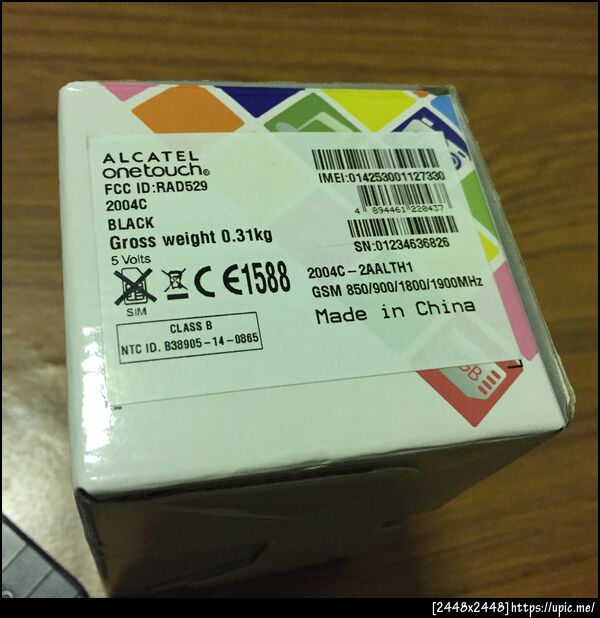 ALCATEL
onetouch®
FCC ID:RAD529
2004C
BLACK
Gross weight 0.31kg
5 Volts
SIM
CE1588
CLASS B
NTC ID. B38905-14-0865
IMEI:014253001127330
4 894461 228437
SN:01234636826
2004C-2AALTH1
GSM 850/900/1800/1900MHz
Made in China
[2448x2448]https://upic.me/